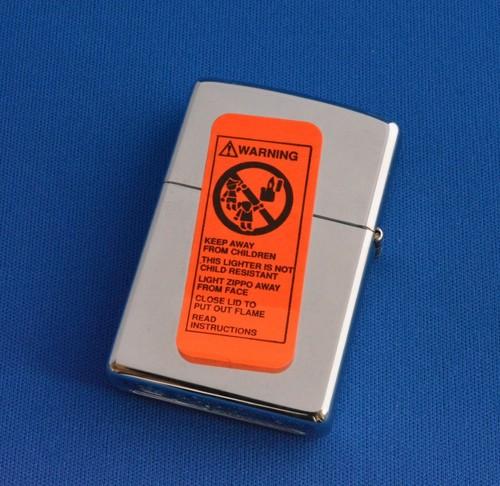 WARNING
KEEP AWAY
FROM CHILDREN
THIS LIGHTER IS NOT
CHILD RESISTANT
LIGHT ZIPPO AWAY
FROM FACE
CLOSE LID TO
PUT OUT FLAME
READ
INSTRUCTIONS